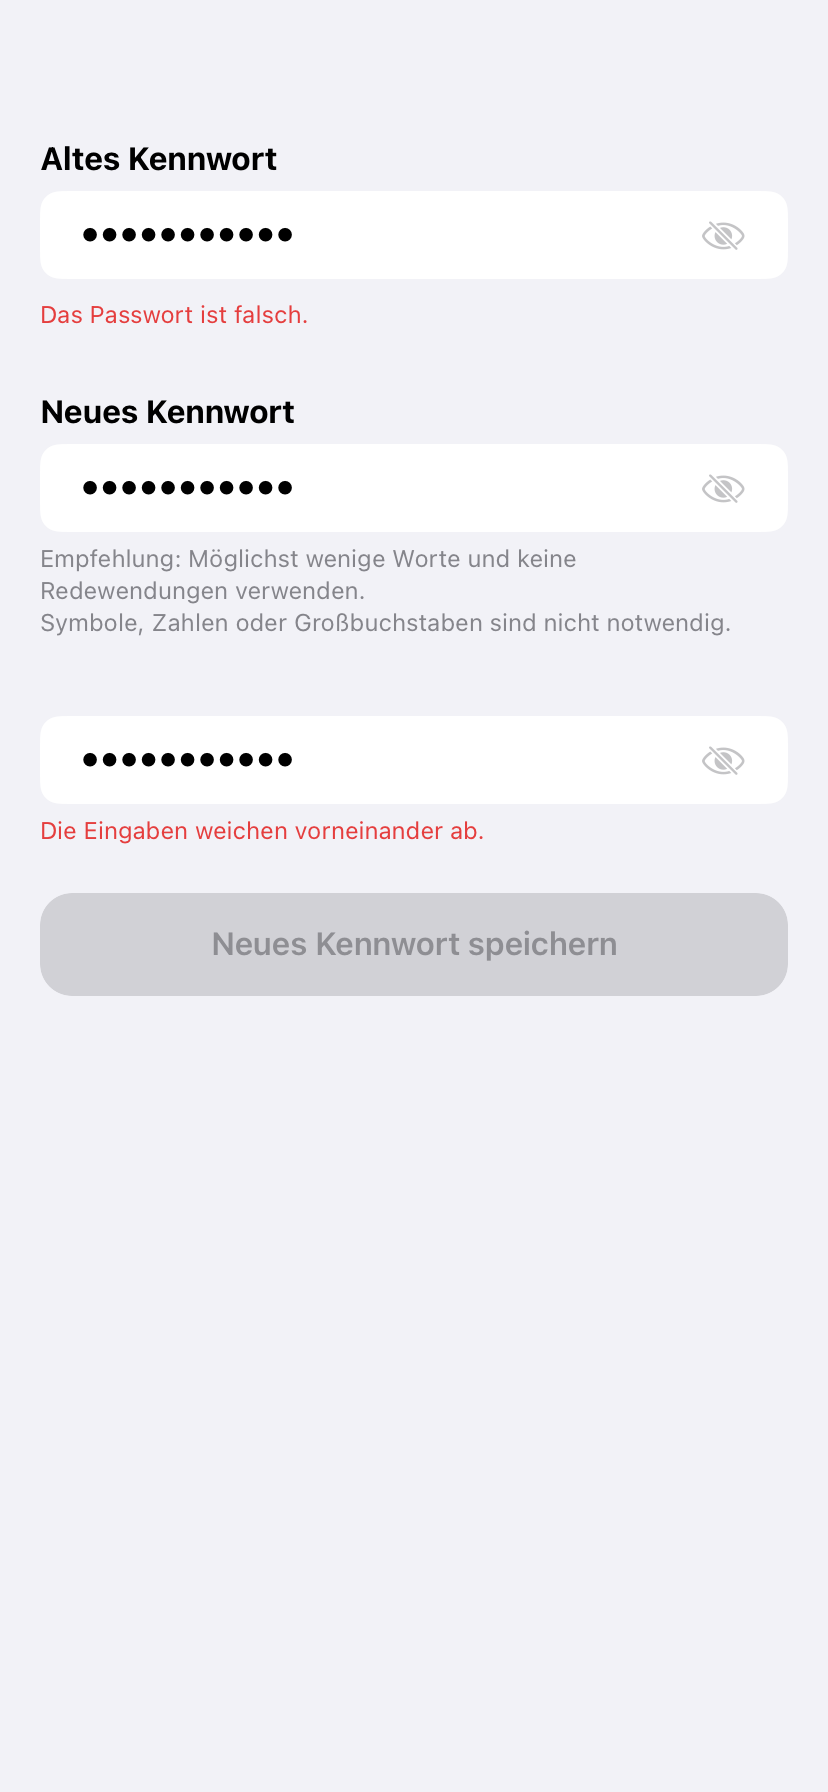 Altes Kennwort
•••••••••••
Das Passwort ist falsch.
Neues Kennwort
•••••••••••
Empfehlung: Möglichst wenige Worte und keine
Redewendungen verwenden.
Symbole, Zahlen oder Großbuchstaben sind nicht notwendig.
•••••••••••
Die Eingaben weichen vorneinander ab.
Neues Kennwort speichern